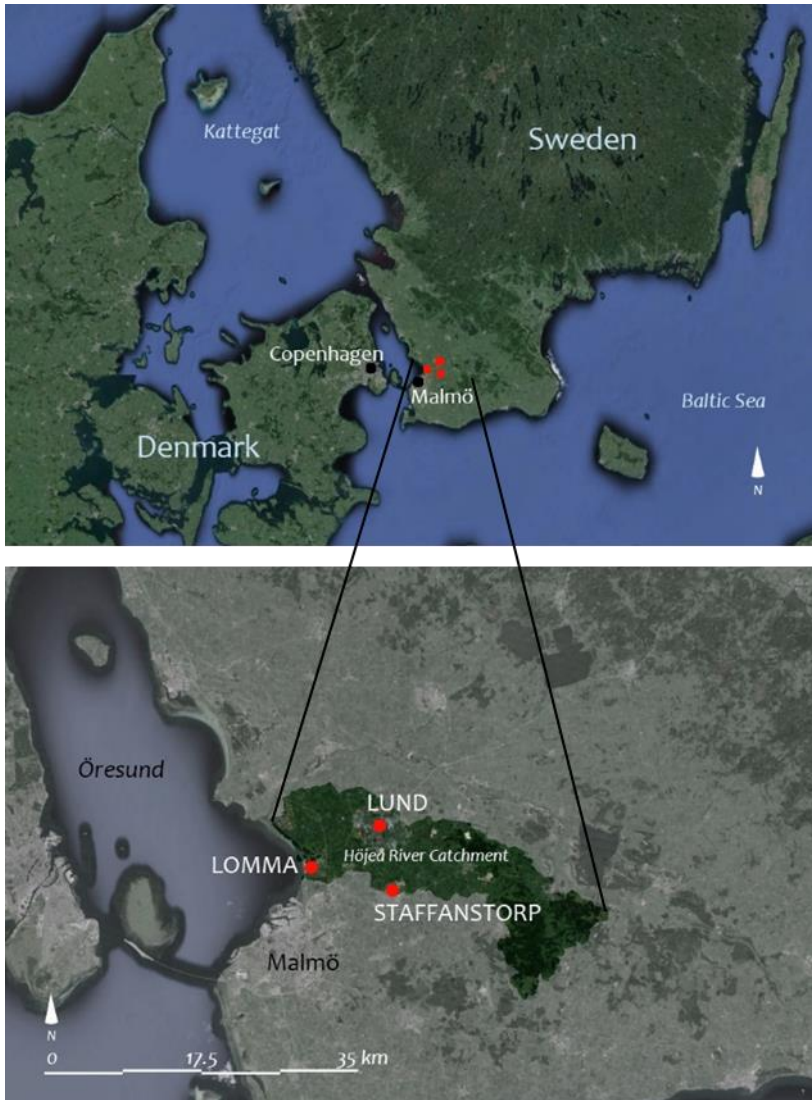 Kattegat
Sweden
Copenhagen
Malmö
Baltic Sea
Denmark
N
Öresund
LUND
Höjeå River Catchment
LOMMA
STAFFANSTORP
Malmö
N
0 17.5 35 km